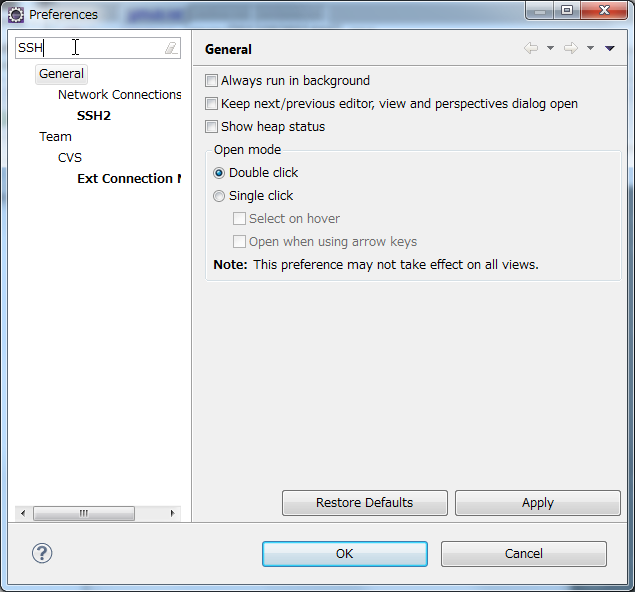 Preferences
SSH
General
Network Connections
SSH2
Team
CVS
Ext Connection M
General
Always run in background
Keep next/previous editor, view and perspectives dialog open
Show heap status
Open mode
Double click
Single click
Select on hover
Open when using arrow keys
Note: This preference may not take effect on all views.
Restore Defaults
Apply
?
OK
Cancel